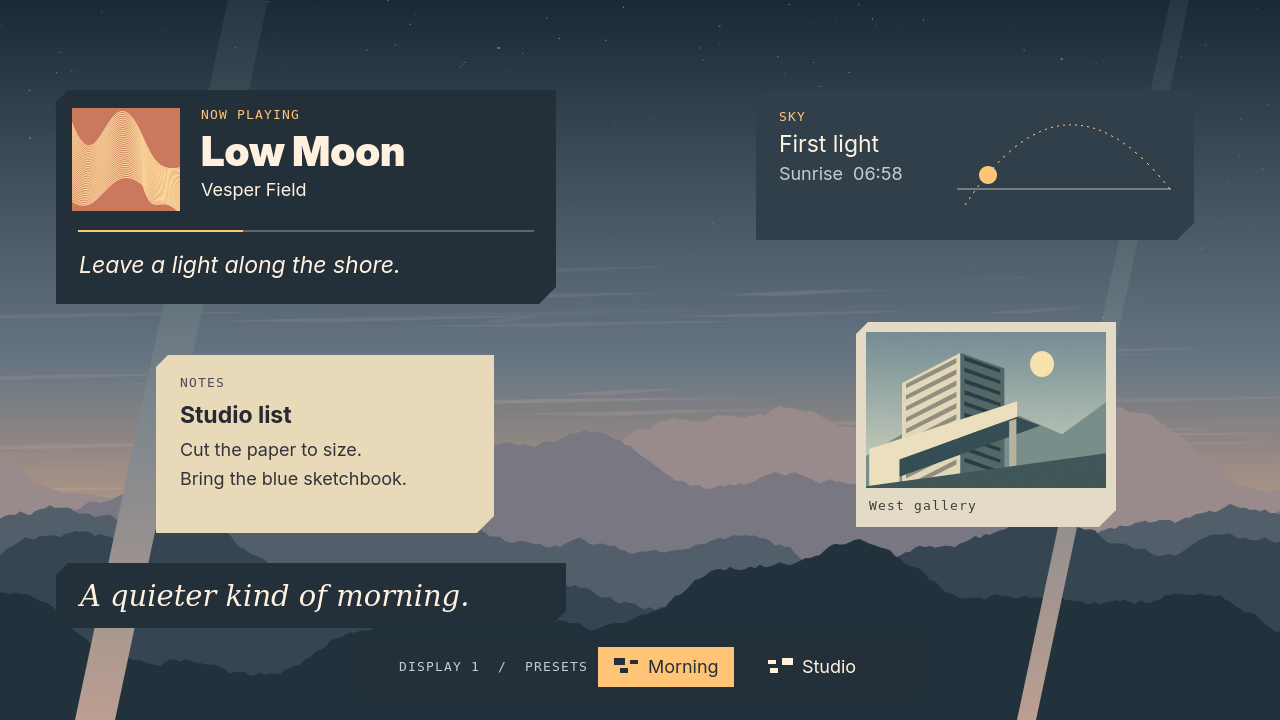 NOW PLAYING
Low Moon
Vesper Field
Leave a light along the shore.
SKY
First light
Sunrise 06:58
NOTES
Studio list
Cut the paper to size.
Bring the blue sketchbook.
West gallery
A quieter kind of morning.
DISPLAY 1 / PRESETS
Morning
Studio